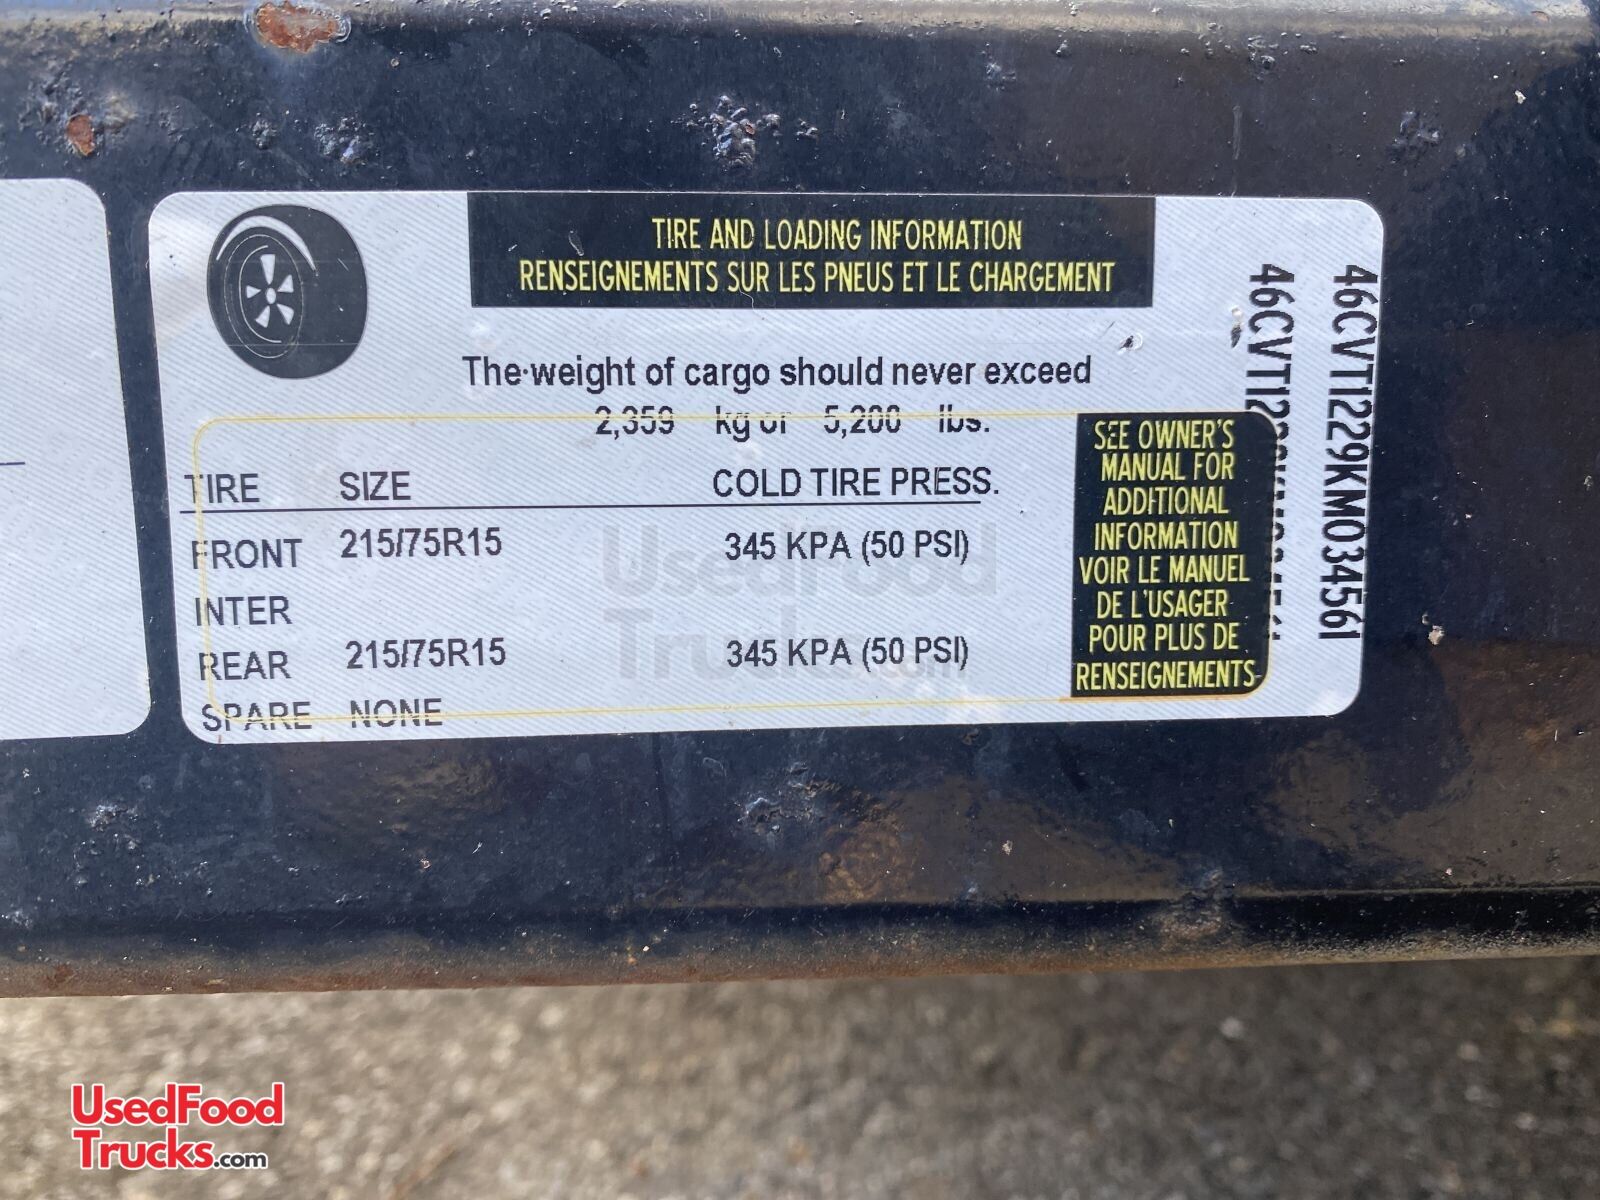 TIRE AND LOADING INFORMATION
RENSEIGNEMENTS SUR LES PNEUS ET LE CHARGEMENT
The weight of cargo should never exceed
2,359 kg or 5,200 lbs.
TIRE SIZE COLD TIRE PRESS.
FRONT 215/75R15 345 KPA (50 PSI)
INTER
REAR 215/75R15 345 KPA (50 PSI)
SPARE NONE
SEE OWNER'S
MANUAL FOR
ADDITIONAL
INFORMATION
VOIR LE MANUEL
DE L'USAGER
POUR PLUS DE
RENSEIGNEMENTS
46CVT1229KM034561
UsedFood
Trucks.com
UsedFood
Trucks.com